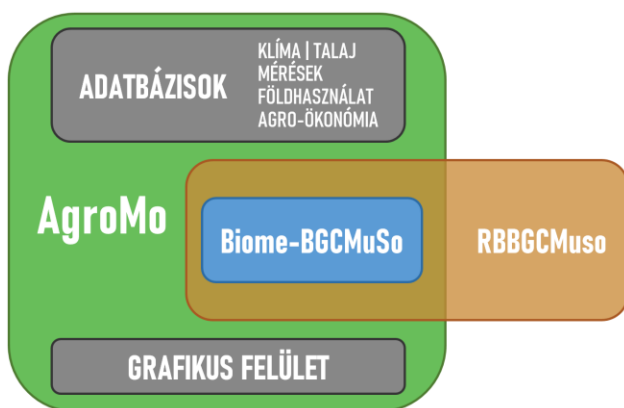 ADATBÁZISOK
KLÍMA | TALAJ
MÉRÉSEK
FÖLDHASZNÁLAT
AGRO-ÖKONÓMIA
AgroMo
Biome-BGCMuSo
RBBGCMuso
GRAFIKUS FELÜLET